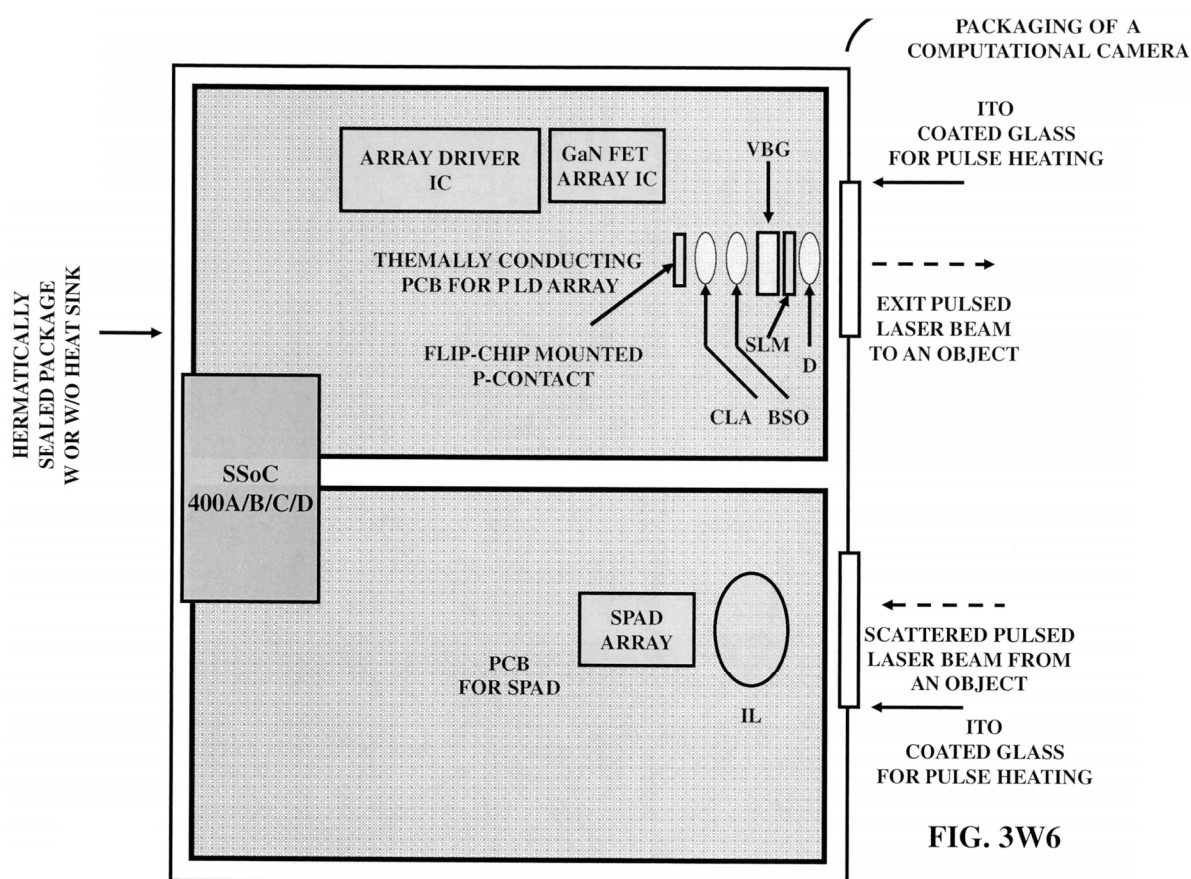 PACKAGING OF A
COMPUTATIONAL CAMERA
ITO
COATED GLASS
FOR PULSE HEATING
ARRAY DRIVER
IC
GaN FET
ARRAY IC
VBG
THEMALLY CONDUCTING
PCB FOR P LD ARRAY
EXIT PULSED
LASER BEAM
TO AN OBJECT
HERMATICALLY
SEALED PACKAGE
W OR W/O HEAT SINK
FLIP-CHIP MOUNTED
P-CONTACT
SLM
D
CLA
BSO
SSoC
400A/B/C/D
SPAD
ARRAY
PCB
FOR SPAD
IL
SCATTERED PULSED
LASER BEAM FROM
AN OBJECT
ITO
COATED GLASS
FOR PULSE HEATING
FIG. 3W6